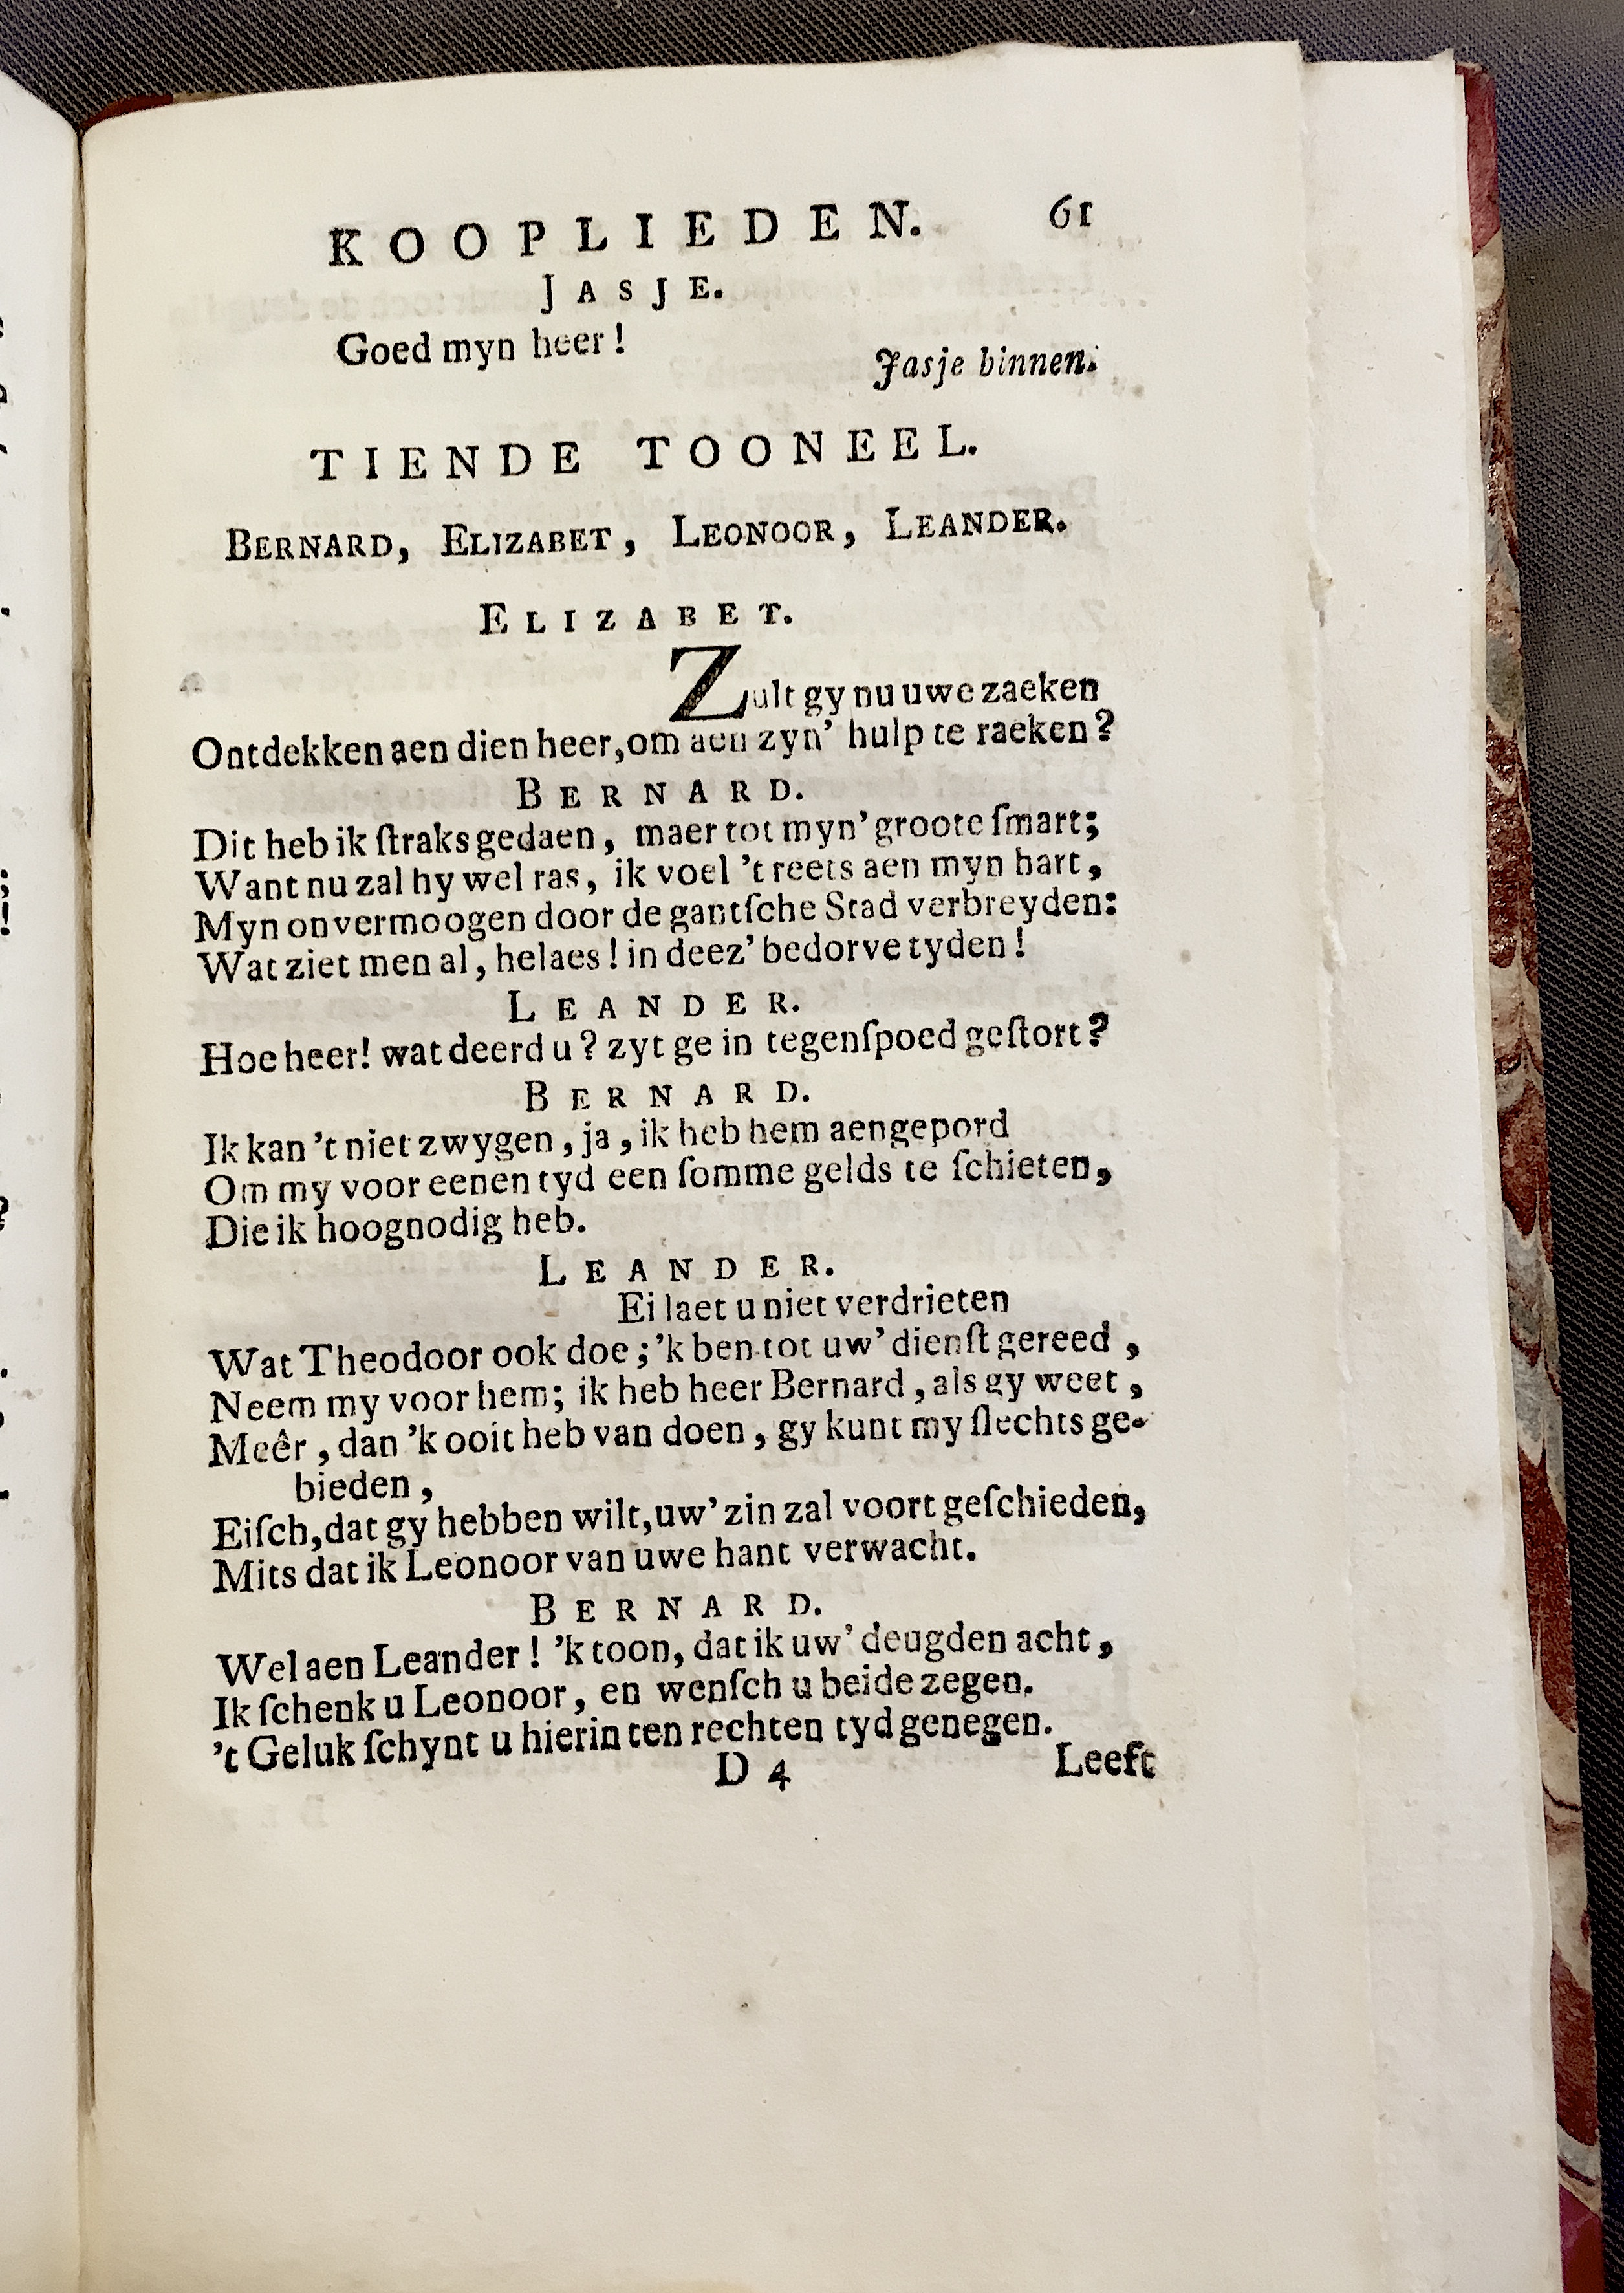 KOOPLIEDEN. 61
JASJE.
Goed myn heer!
Jasje binnen.
TIENDE TOONEEL.
BERNARD, ELIZABET, LEONOOR, LEANDER.
ELIZABET.
Zult gy nu uwe zaeken
Ontdekken aen dien heer, om aen zyn' hulp te raeken?
BERNARD.
Dit heb ik ſtraks gedaen, maer tot myn' groote ſmart;
Want nu zal hy wel ras, ik voel 't reets aen myn hart,
Myn onvermoogen door de gantſche Stad verbreyden:
Wat ziet men al, helaes! in deez' bedorve tyden!
LEANDER.
Hoe heer! wat deerd u? zyt ge in tegenſpoed geſtort?
BERNARD.
Ik kan 't niet zwygen, ja, ik heb hem aengepord
Om my voor eenen tyd een ſomme gelds te ſchieten,
Die ik hoognodig heb.
LEANDER.
Ei laet u niet verdrieten
Wat Theodoor ook doe; 'k ben tot uw' dienſt gereed,
Neem my voor hem; ik heb heer Bernard, als gy weet,
Meêr, dan 'k ooit heb van doen, gy kunt my ſlechts ge-
bieden,
Eiſch, dat gy hebben wilt, uw' zin zal voort geſchieden,
Mits dat ik Leonoor van uwe hant verwacht.
BERNARD.
Wel aen Leander! 'k toon, dat ik uw' deugden acht,
Ik ſchenk u Leonoor, en wenſch u beide zegen.
't Geluk ſchynt u hierin ten rechten tyd genegen.
D 4 Leeft